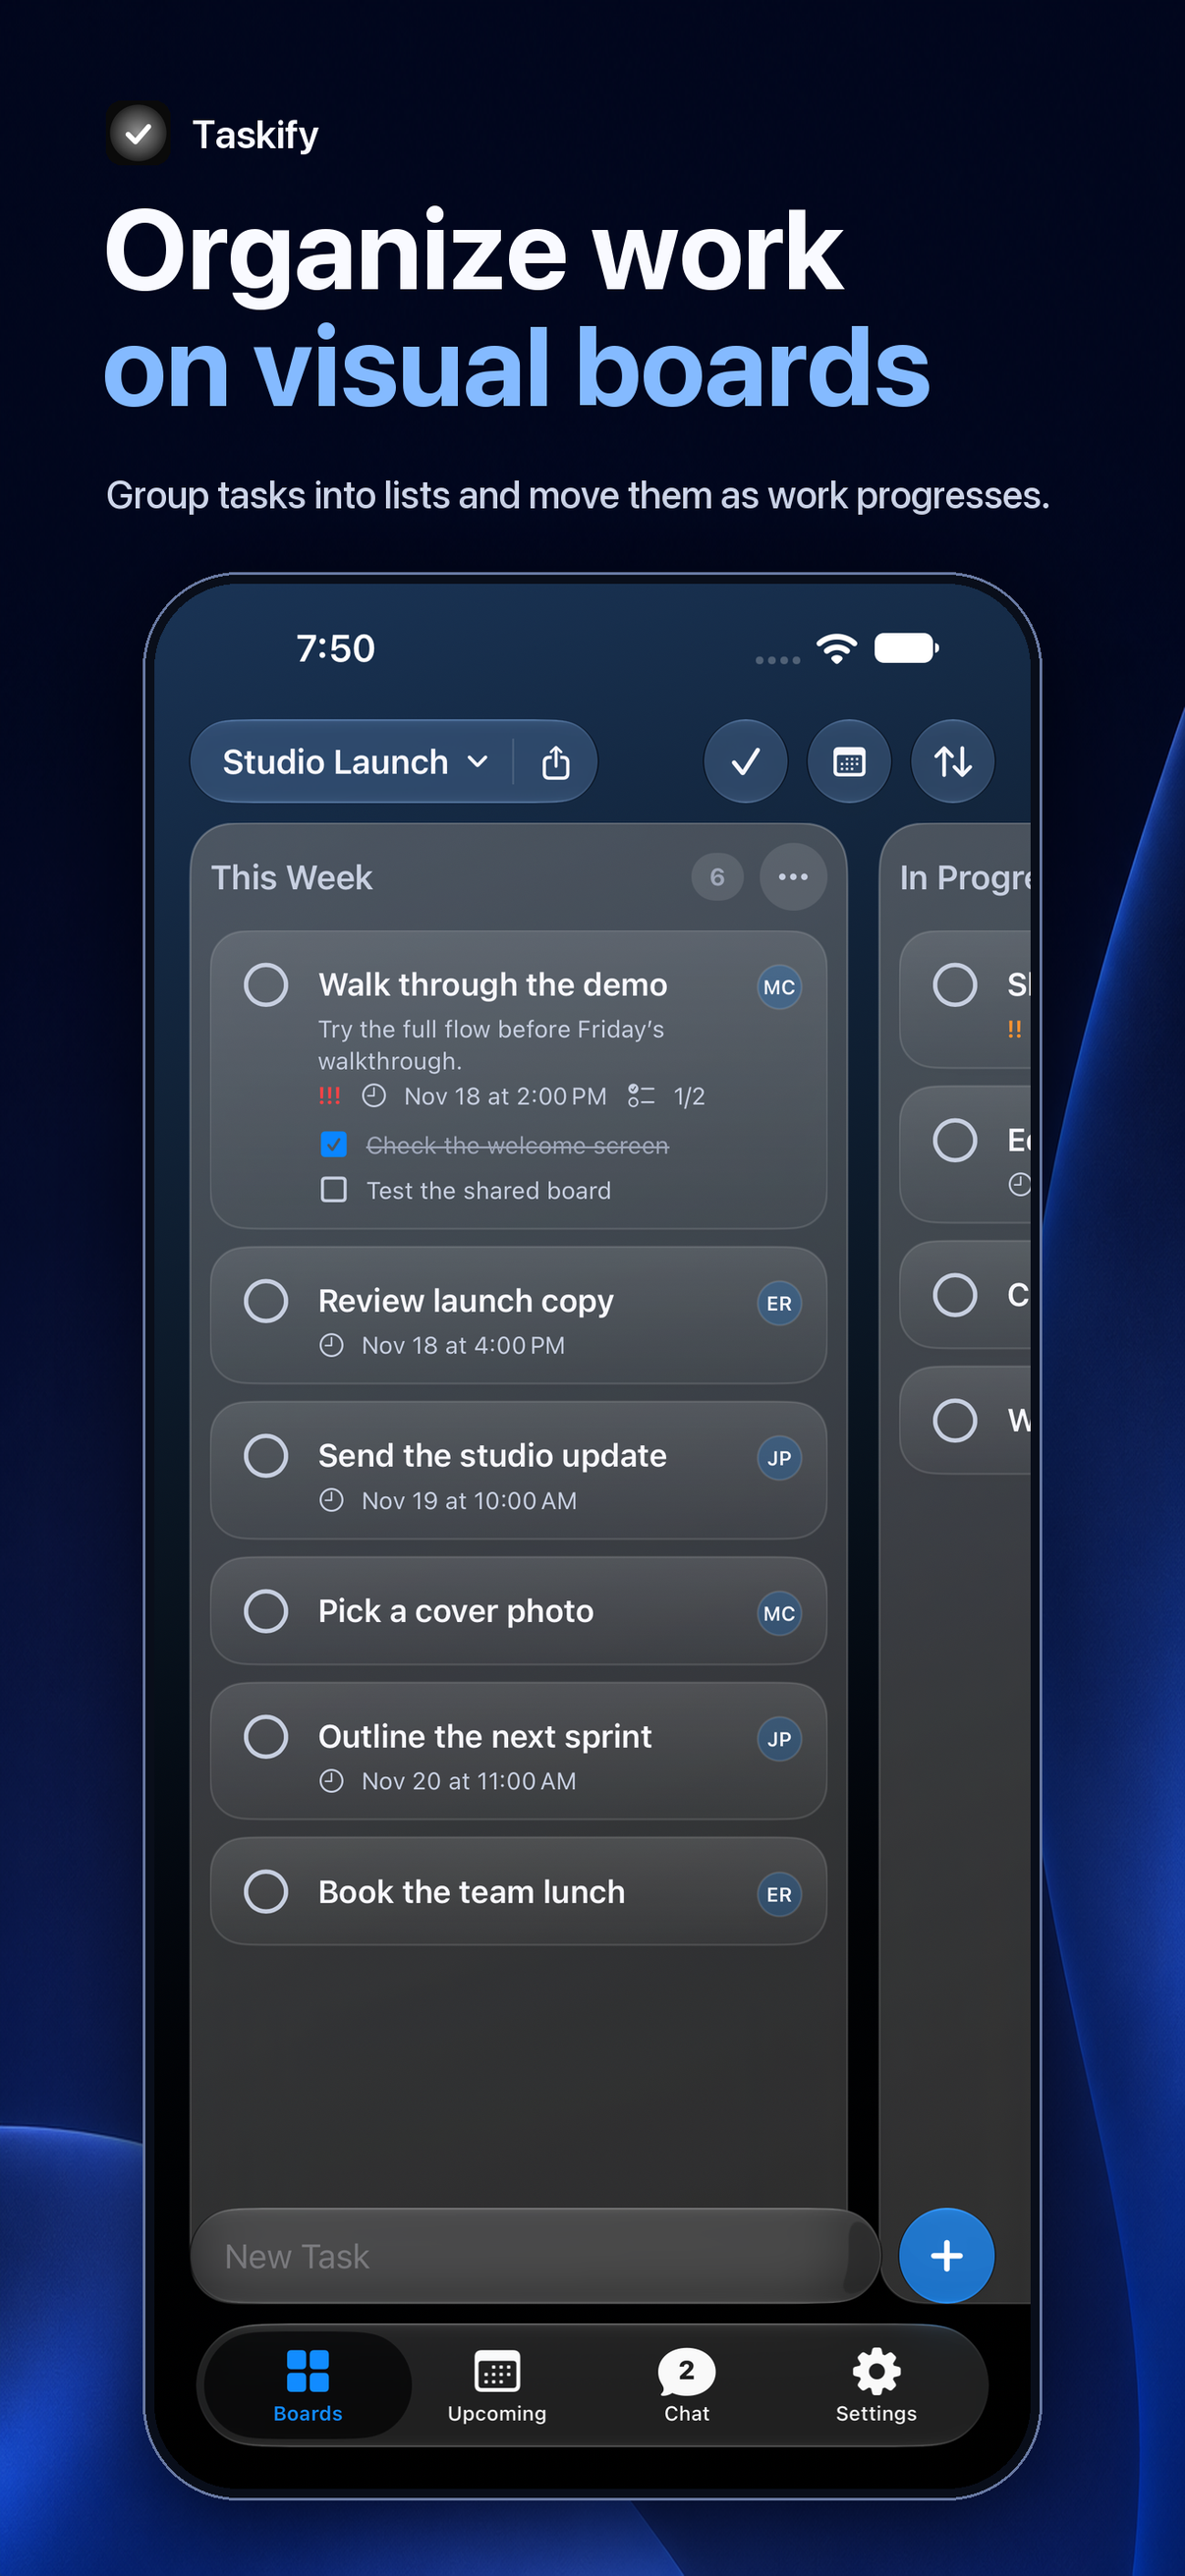 Taskify
Organize work
on visual boards
Group tasks into lists and move them as work progresses.
7:50
Studio Launch
This Week
6
In Progre
Walk through the demo
MC
Try the full flow before Friday’s
walkthrough.
!!! Nov 18 at 2:00 PM 1/2
Check the welcome screen
Test the shared board
!!
Review launch copy
ER
Nov 18 at 4:00 PM
C
Send the studio update
JP
Nov 19 at 10:00 AM
W
Pick a cover photo
MC
Outline the next sprint
JP
Nov 20 at 11:00 AM
Book the team lunch
ER
New Task
Boards
Upcoming
2
Chat
Settings